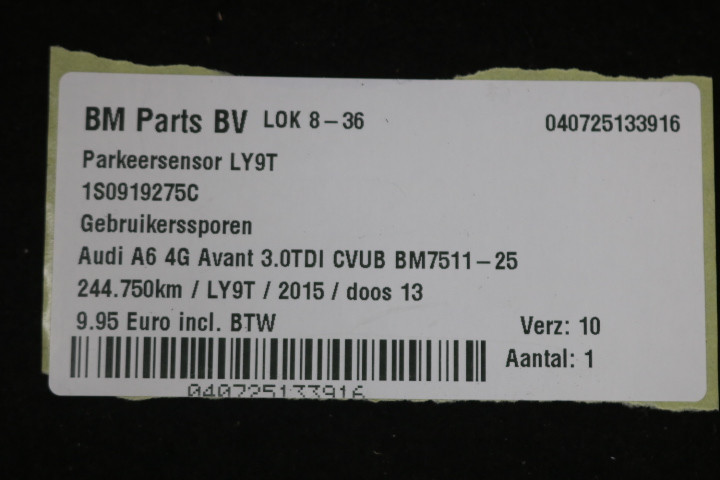 BM Parts BV LOK 8-36 040725133916
Parkeersensor LY9T
1S0919275C
Gebruikerssporen
Audi A6 4G Avant 3.0TDI CVUB BM7511-25
244.750km / LY9T / 2015 / doos 13
9.95 Euro incl. BTW Verz: 10
Aantal: 1
040725133916